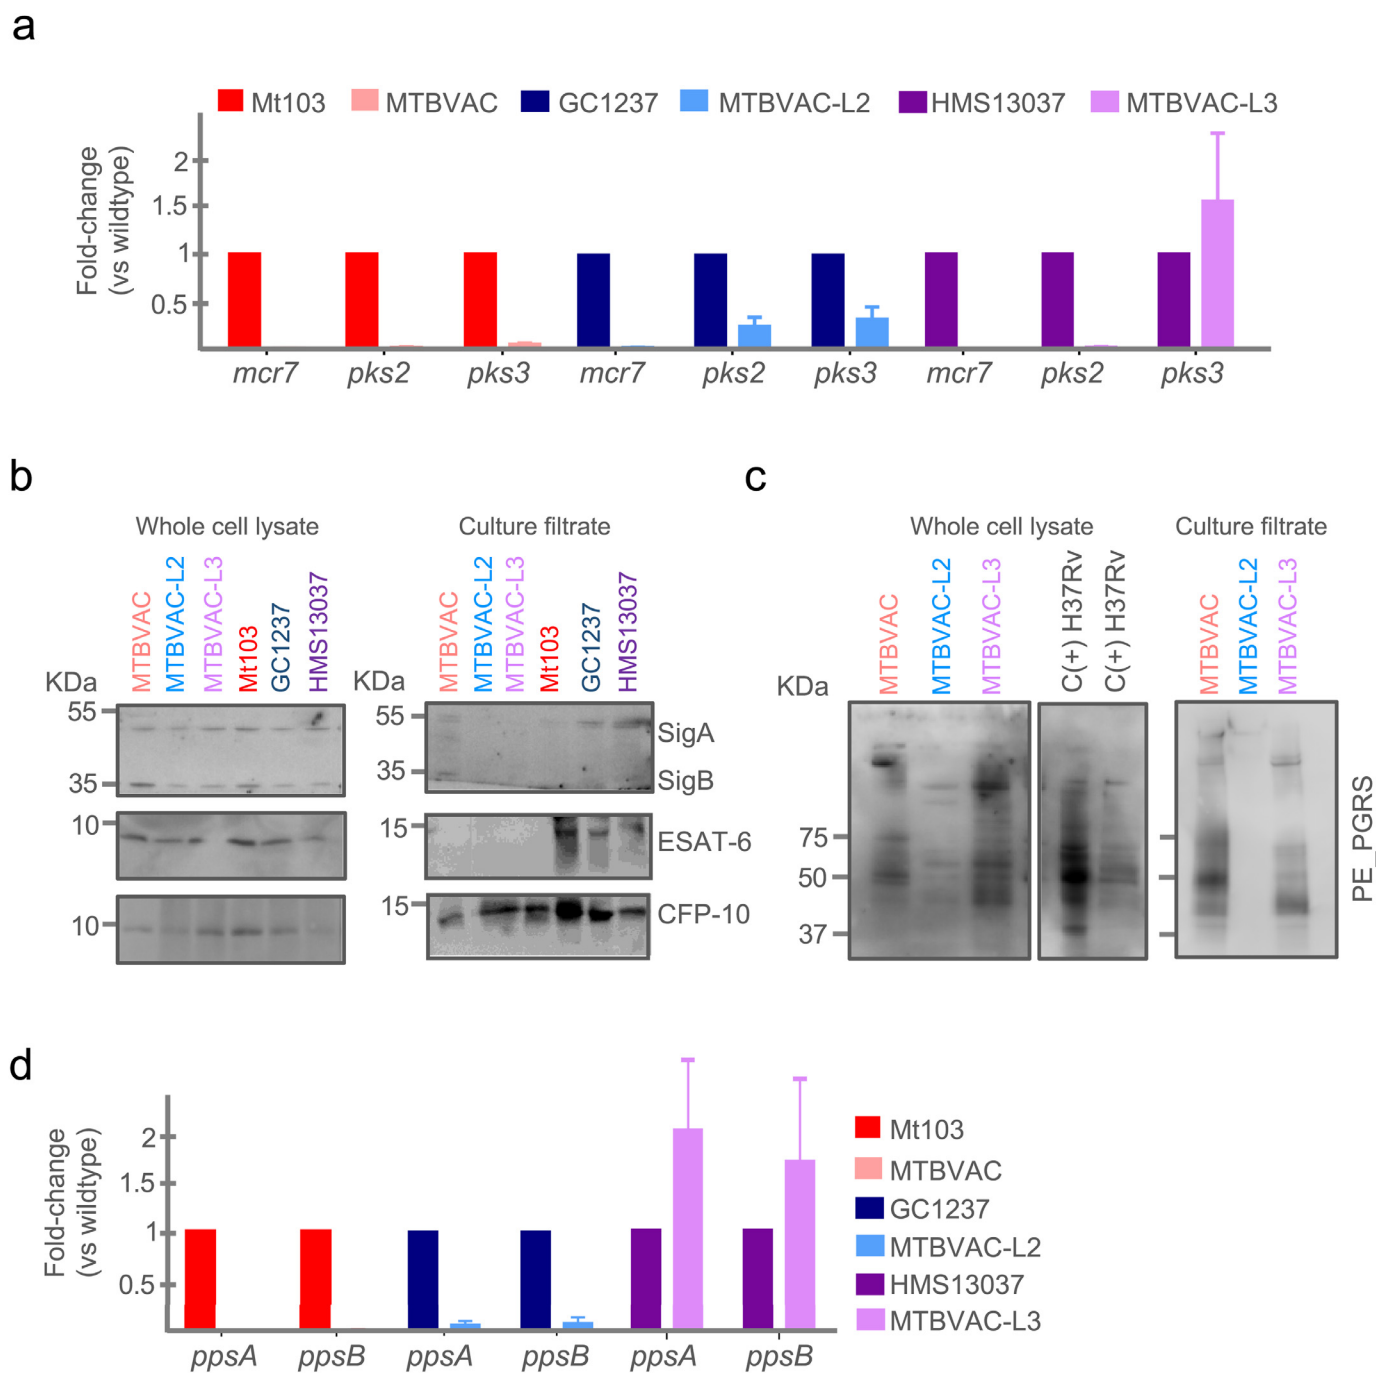 a
Mt103 MTBVAC GC1237 MTBVAC-L2 HMS13037 MTBVAC-L3
Fold-change
(vs wildtype)
2
1.5
1
0.5
mcr7 pks2 pks3 mcr7 pks2 pks3 mcr7 pks2 pks3
b
Whole cell lysate Culture filtrate
MTBVAC MTBVAC-L2 MTBVAC-L3 Mt103 GC1237 HMS13037
MTBVAC MTBVAC-L2 MTBVAC-L3 Mt103 GC1237 HMS13037
KDa KDa
55 55 SigA
35 35 SigB
10 15 ESAT-6
10 15 CFP-10
c
Whole cell lysate Culture filtrate
MTBVAC MTBVAC-L2 MTBVAC-L3 C(+) H37Rv C(+) H37Rv MTBVAC MTBVAC-L2 MTBVAC-L3
KDa
75
50
37
PE_PGRS
d
Fold-change
(vs wildtype)
2
1.5
1
0.5
ppsA ppsB ppsA ppsB ppsA ppsB
Mt103
MTBVAC
GC1237
MTBVAC-L2
HMS13037
MTBVAC-L3